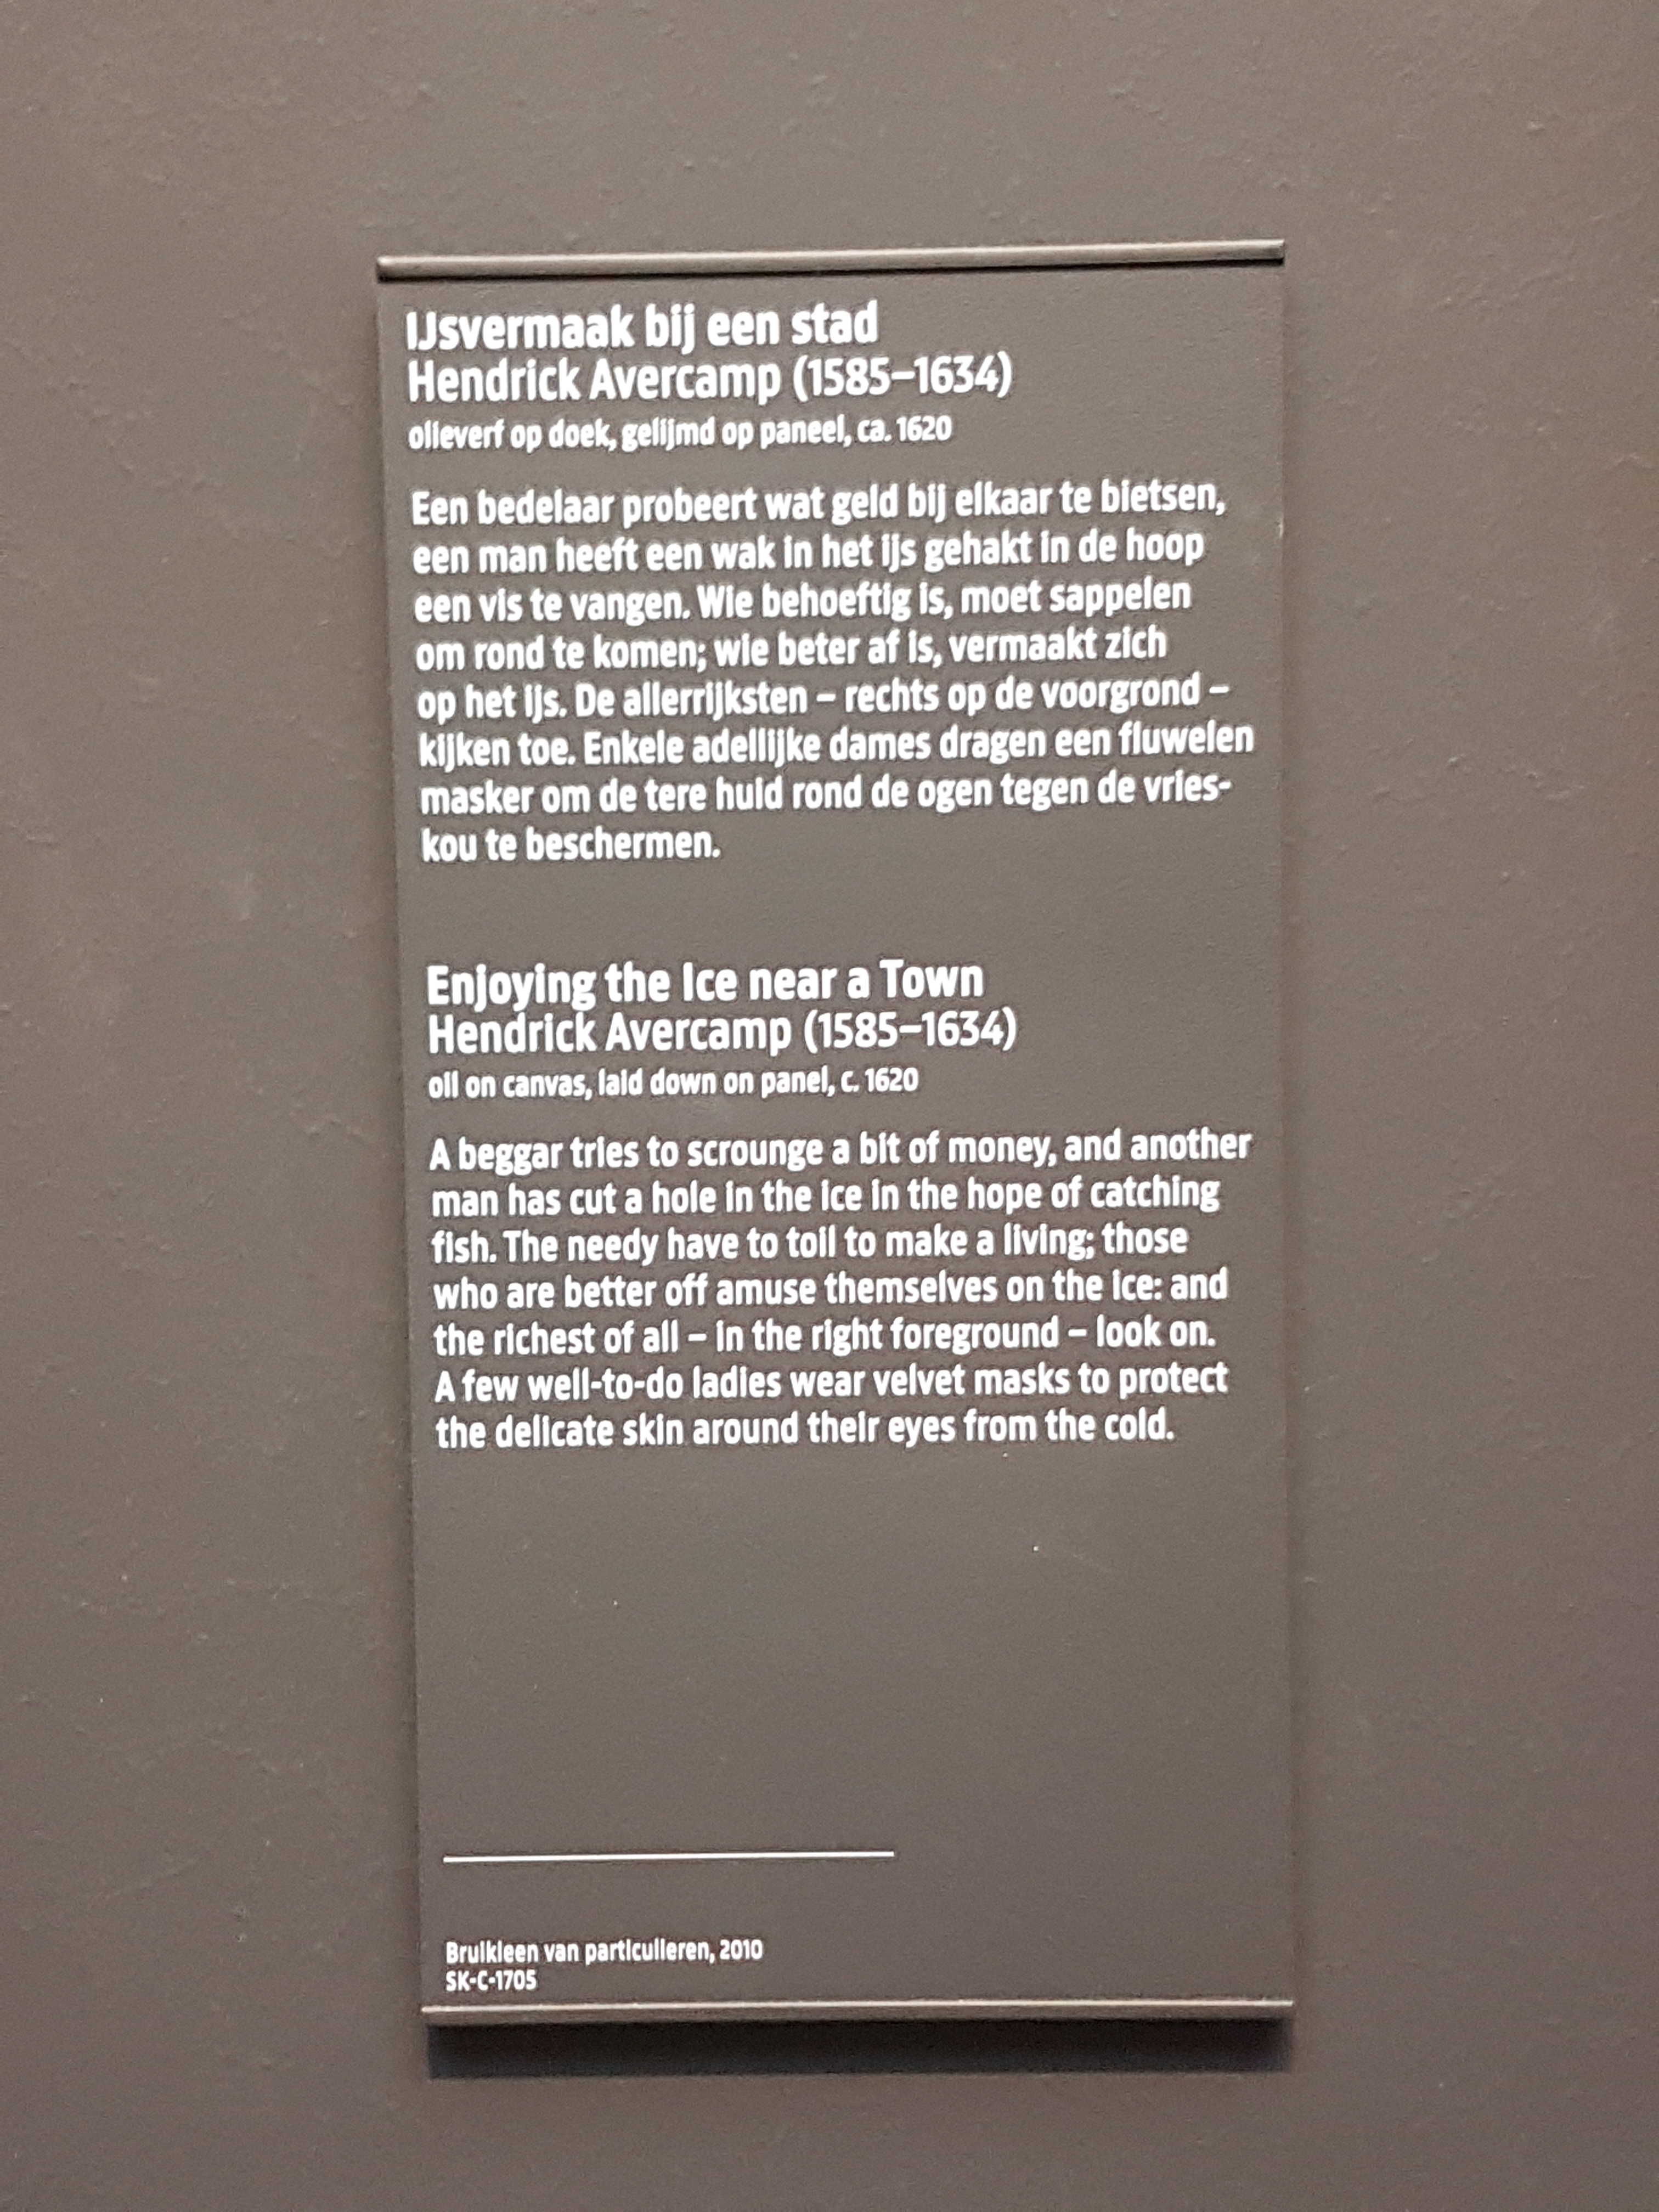 IJsvermaak bij een stad
Hendrick Avercamp (1585–1634)
olieverf op doek, gelijmd op paneel, ca. 1620
Een bedelaar probeert wat geld bij elkaar te bietsen,
een man heeft een wak in het ijs gehakt in de hoop
een vis te vangen. Wie behoeftig is, moet sappelen
om rond te komen; wie beter af is, vermaakt zich
op het ijs. De allerrijksten – rechts op de voorgrond –
kijken toe. Enkele adellijke dames dragen een fluwelen
masker om de tere huid rond de ogen tegen de vries-
kou te beschermen.
Enjoying the Ice near a Town
Hendrick Avercamp (1585–1634)
oil on canvas, laid down on panel, c. 1620
A beggar tries to scrounge a bit of money, and another
man has cut a hole in the ice in the hope of catching
fish. The needy have to toil to make a living; those
who are better off amuse themselves on the ice: and
the richest of all – in the right foreground – look on.
A few well-to-do ladies wear velvet masks to protect
the delicate skin around their eyes from the cold.
Bruikleen van particulieren, 2010
SK-C-1705